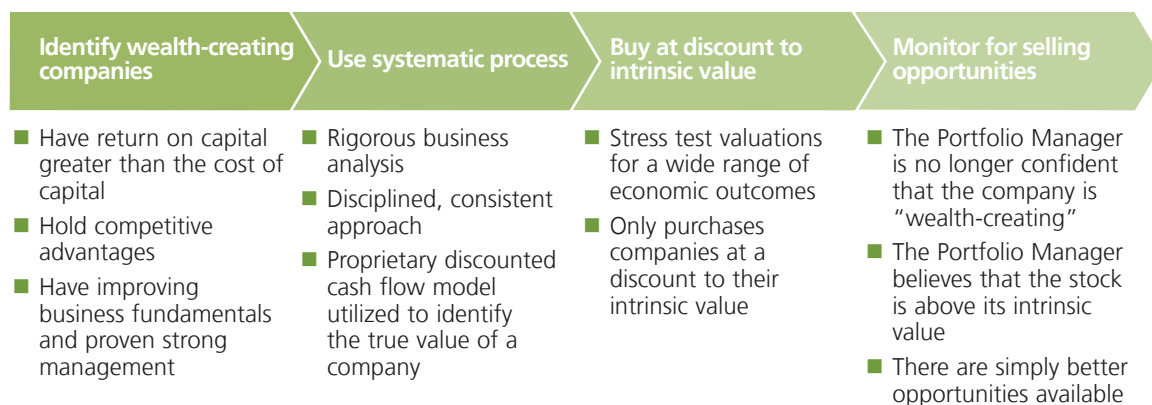 Identify wealth-creating
companies
Use systematic process
Buy at discount to
intrinsic value
Monitor for selling
opportunities
■ Have return on capital
greater than the cost of
capital
■ Hold competitive
advantages
■ Have improving
business fundamentals
and proven strong
management
■ Rigorous business
analysis
■ Disciplined, consistent
approach
■ Proprietary discounted
cash flow model
utilized to identify
the true value of a
company
■ Stress test valuations
for a wide range of
economic outcomes
■ Only purchases
companies at a
discount to their
intrinsic value
■ The Portfolio Manager
is no longer confident
that the company is
“wealth-creating”
■ The Portfolio Manager
believes that the stock
is above its intrinsic
value
■ There are simply better
opportunities available